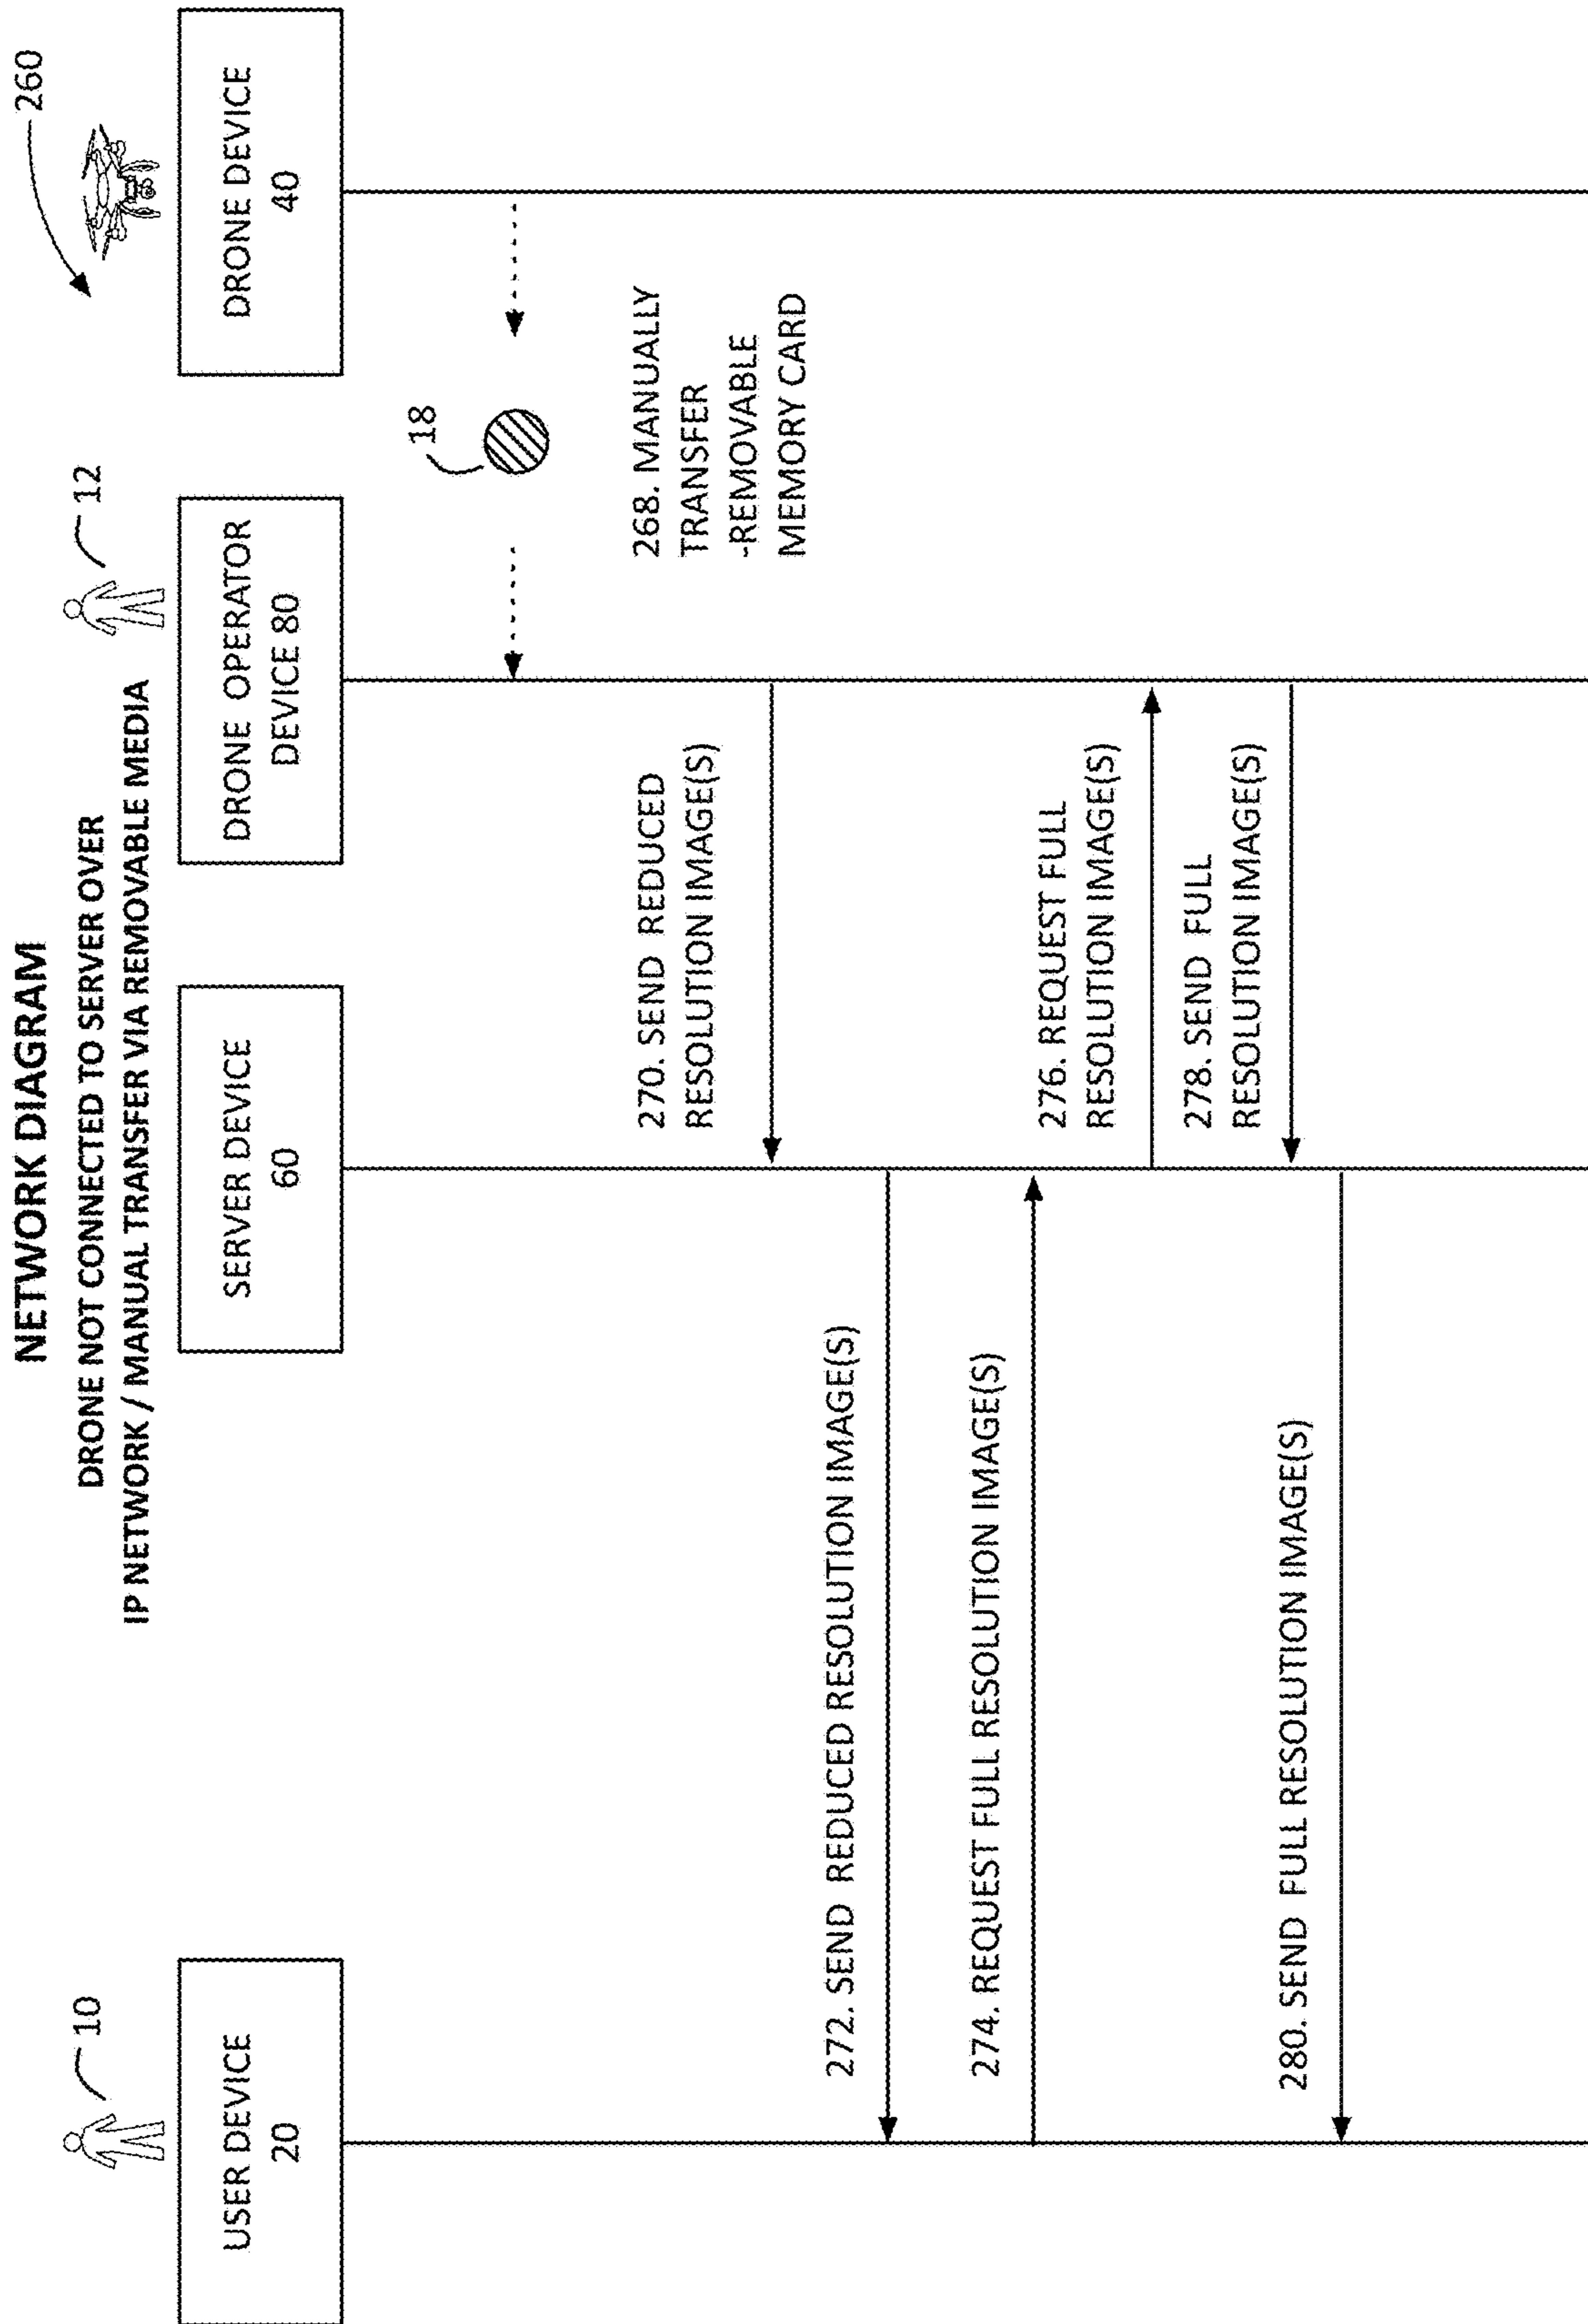 NETWORK DIAGRAM
DRONE NOT CONNECTED TO SERVER OVER
IP NETWORK / MANUAL TRANSFER VIA REMOVABLE MEDIA
260
10
12
USER DEVICE
20
SERVER DEVICE
60
DRONE OPERATOR
DEVICE 80
DRONE DEVICE
40
18
268. MANUALLY
TRANSFER
-REMOVABLE
MEMORY CARD
270. SEND REDUCED
RESOLUTION IMAGE(S)
272. SEND REDUCED RESOLUTION IMAGE(S)
274. REQUEST FULL RESOLUTION IMAGE(S)
276. REQUEST FULL
RESOLUTION IMAGE(S)
278. SEND FULL
RESOLUTION IMAGE(S)
280. SEND FULL RESOLUTION IMAGE(S)